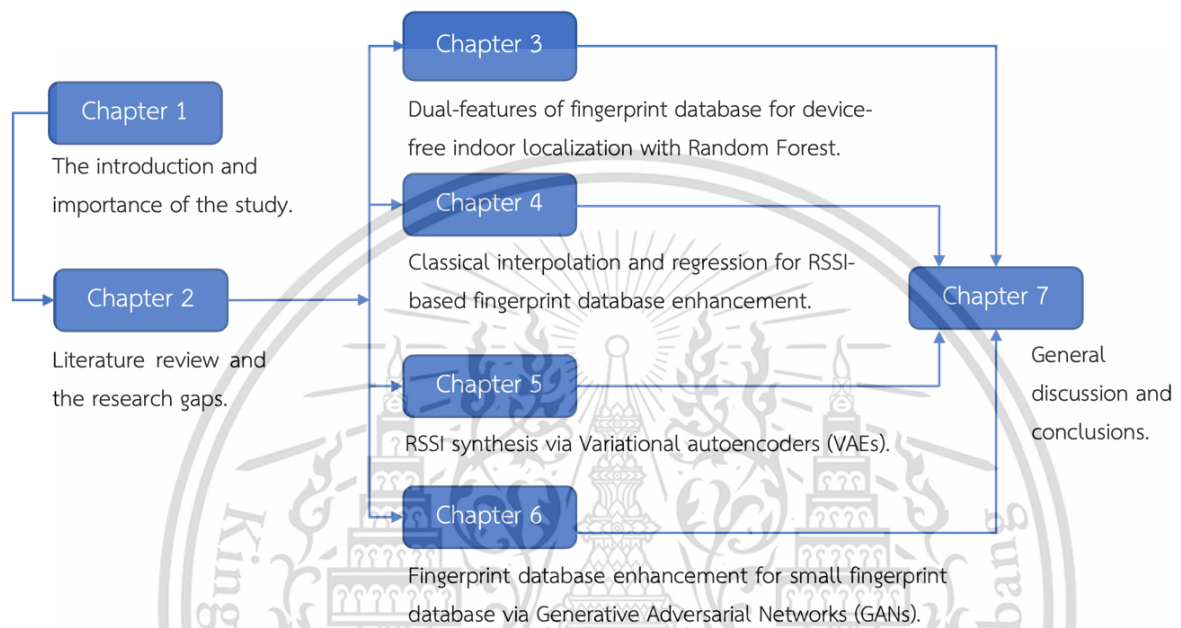 Chapter 1
The introduction and
importance of the study.
Chapter 2
Literature review and
the research gaps.
Chapter 3
Dual-features of fingerprint database for device-
free indoor localization with Random Forest.
Chapter 4
Classical interpolation and regression for RSSI-
based fingerprint database enhancement.
Chapter 5
RSSI synthesis via Variational autoencoders (VAEs).
Chapter 6
Fingerprint database enhancement for small fingerprint
database via Generative Adversarial Networks (GANs).
Chapter 7
General
discussion and
conclusions.
King
bang